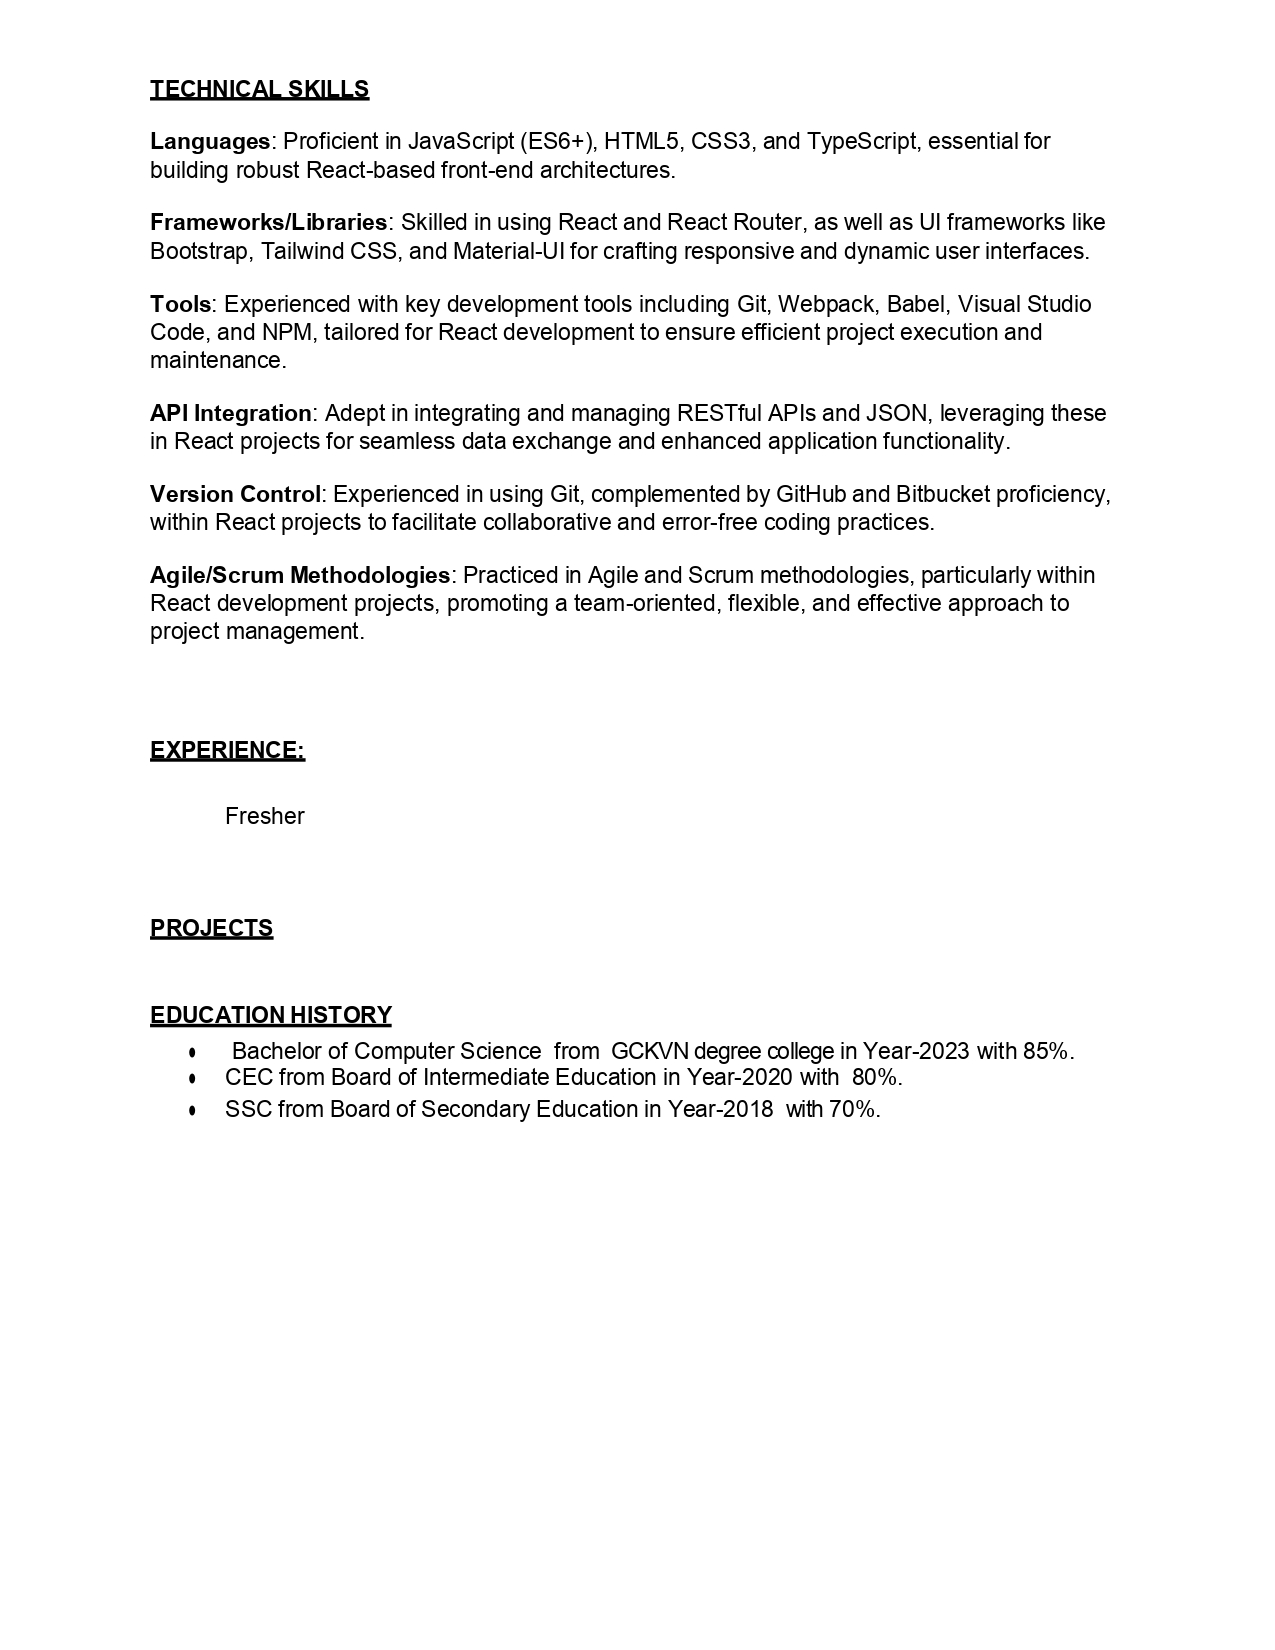 TECHNICAL SKILLS
Languages: Proficient in JavaScript (ES6+), HTML5, CSS3, and TypeScript, essential for
building robust React-based front-end architectures.
Frameworks/Libraries: Skilled in using React and React Router, as well as UI frameworks like
Bootstrap, Tailwind CSS, and Material-UI for crafting responsive and dynamic user interfaces.
Tools: Experienced with key development tools including Git, Webpack, Babel, Visual Studio
Code, and NPM, tailored for React development to ensure efficient project execution and
maintenance.
API Integration: Adept in integrating and managing RESTful APIs and JSON, leveraging these
in React projects for seamless data exchange and enhanced application functionality.
Version Control: Experienced in using Git, complemented by GitHub and Bitbucket proficiency,
within React projects to facilitate collaborative and error-free coding practices.
Agile/Scrum Methodologies: Practiced in Agile and Scrum methodologies, particularly within
React development projects, promoting a team-oriented, flexible, and effective approach to
project management.
EXPERIENCE:
Fresher
PROJECTS
EDUCATION HISTORY
• Bachelor of Computer Science from GCKVN degree college in Year-2023 with 85%.
• CEC from Board of Intermediate Education in Year-2020 with 80%.
• SSC from Board of Secondary Education in Year-2018 with 70%.